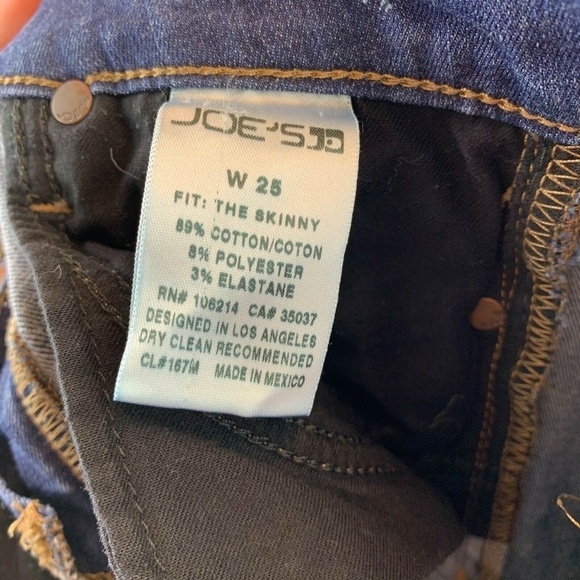 JOE'S
W 25
FIT: THE SKINNY
89% COTTON/COTON
8% POLYESTER
3% ELASTANE
RN# 106214 CA# 35037
DESIGNED IN LOS ANGELES
DRY CLEAN RECOMMENDED
CL#167M MADE IN MEXICO